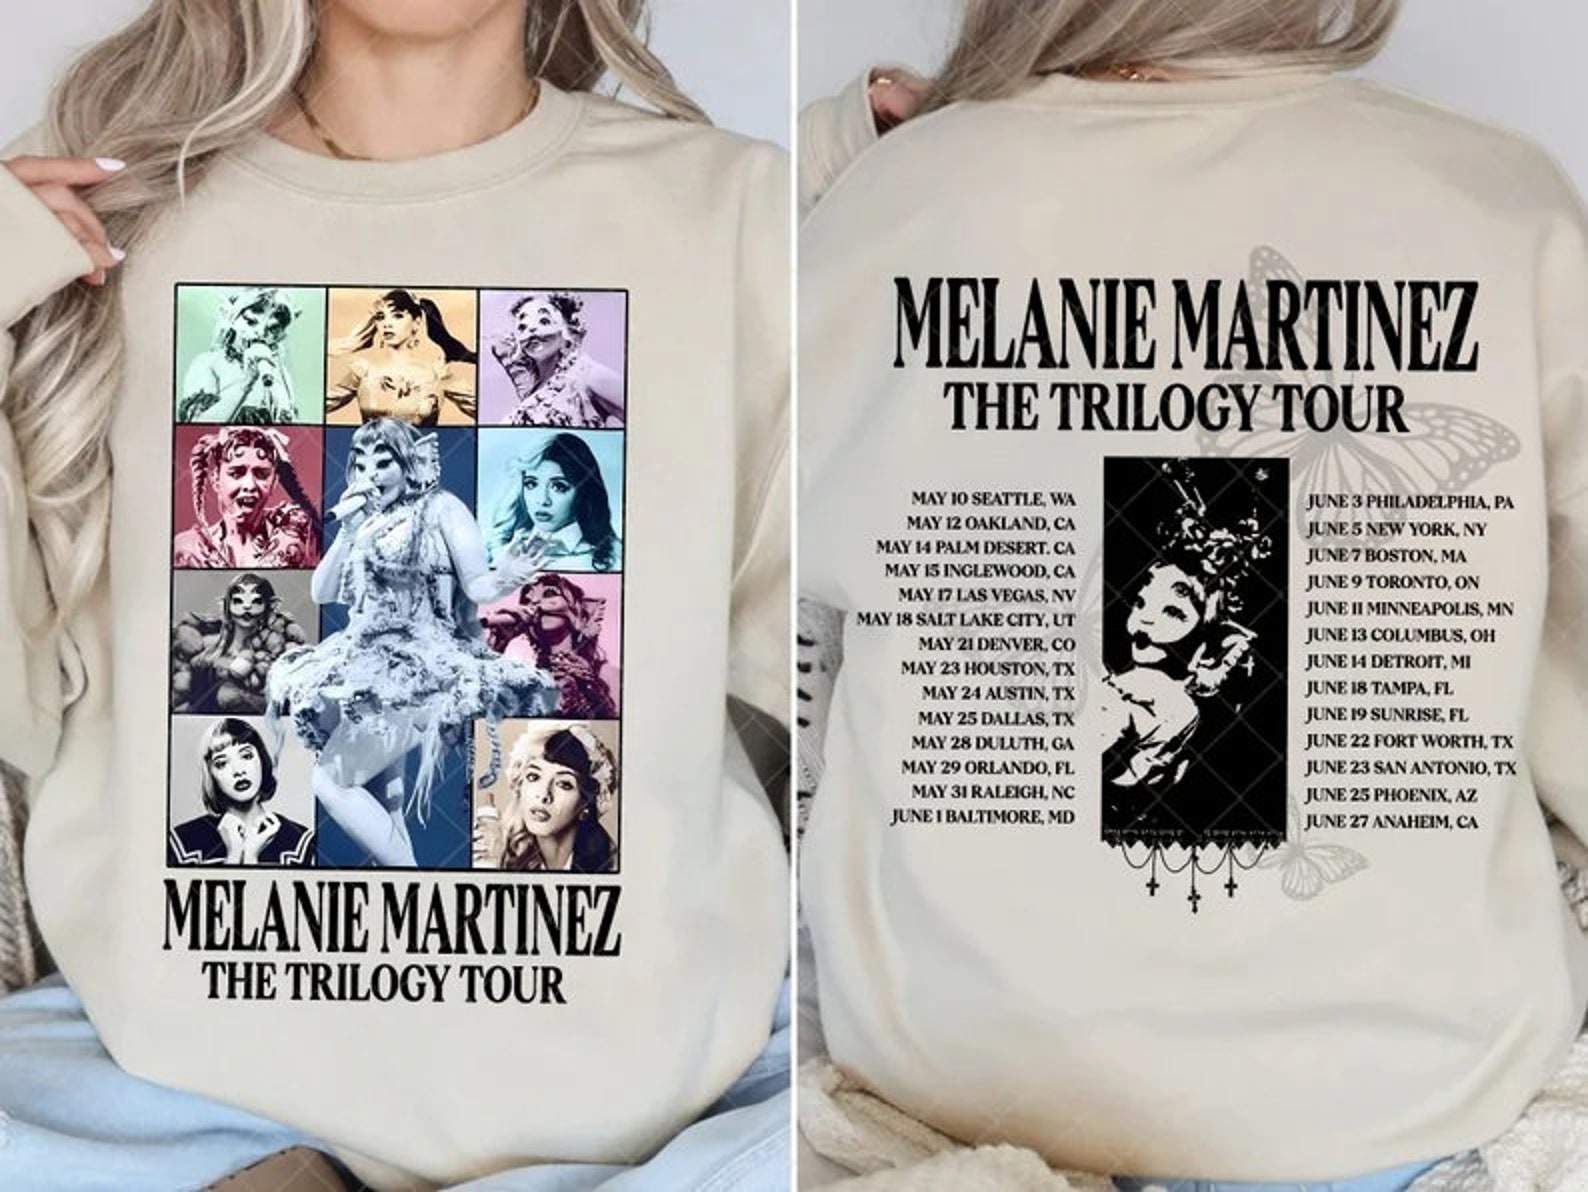 MELANIE MARTINEZ
THE TRILOGY TOUR
MELANIE MARTINEZ
THE TRILOGY TOUR
MAY 10 SEATTLE, WA
MAY 12 OAKLAND, CA
MAY 14 PALM DESERT. CA
MAY 15 INGLEWOOD, CA
MAY 17 LAS VEGAS, NV
MAY 18 SALT LAKE CITY, UT
MAY 21 DENVER, CO
MAY 23 HOUSTON, TX
MAY 24 AUSTIN, TX
MAY 25 DALLAS, TX
MAY 28 DULUTH, GA
MAY 29 ORLANDO, FL
MAY 31 RALEIGH, NC
JUNE 1 BALTIMORE, MD
JUNE 3 PHILADELPHIA, PA
JUNE 5 NEW YORK, NY
JUNE 7 BOSTON, MA
JUNE 9 TORONTO, ON
JUNE 11 MINNEAPOLIS, MN
JUNE 13 COLUMBUS, OH
JUNE 14 DETROIT, MI
JUNE 18 TAMPA, FL
JUNE 19 SUNRISE, FL
JUNE 22 FORT WORTH, TX
JUNE 23 SAN ANTONIO, TX
JUNE 25 PHOENIX, AZ
JUNE 27 ANAHEIM, CA